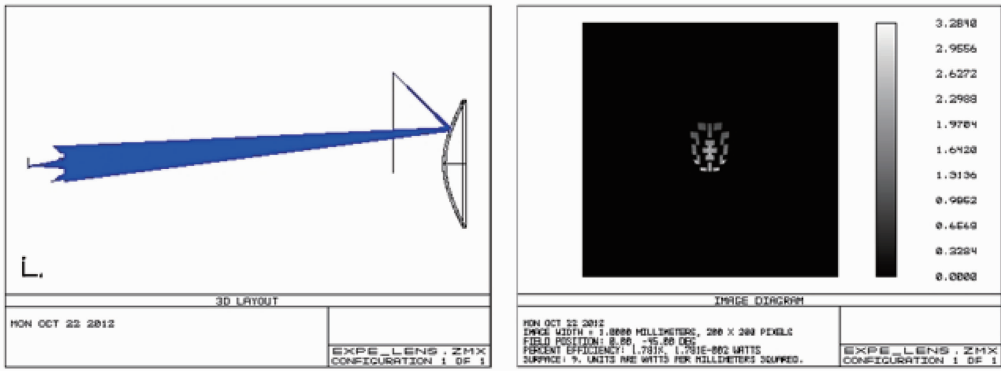 3D LAYOUT
MON OCT 22 2012
EXPE_LENS.ZMX
CONFIGURATION 1 OF 1
3.2840
2.9556
2.6272
2.2988
1.9704
1.6420
1.3136
0.9852
0.6568
0.3284
0.0000
IMAGE DIAGRAM
MON OCT 22 2012
IMAGE WIDTH = 1.0000 MILLIMETERS, 200 X 200 PIXELS
FIELD POSITION: 0.00, -45.00 DEG
PERCENT EFFICIENCY: 1.781%, 1.781E-002 WATTS
SURFACE: 9. UNITS ARE WATTS PER MILLIMETERS SQUARED.
EXPE_LENS.ZMX
CONFIGURATION 1 OF 1